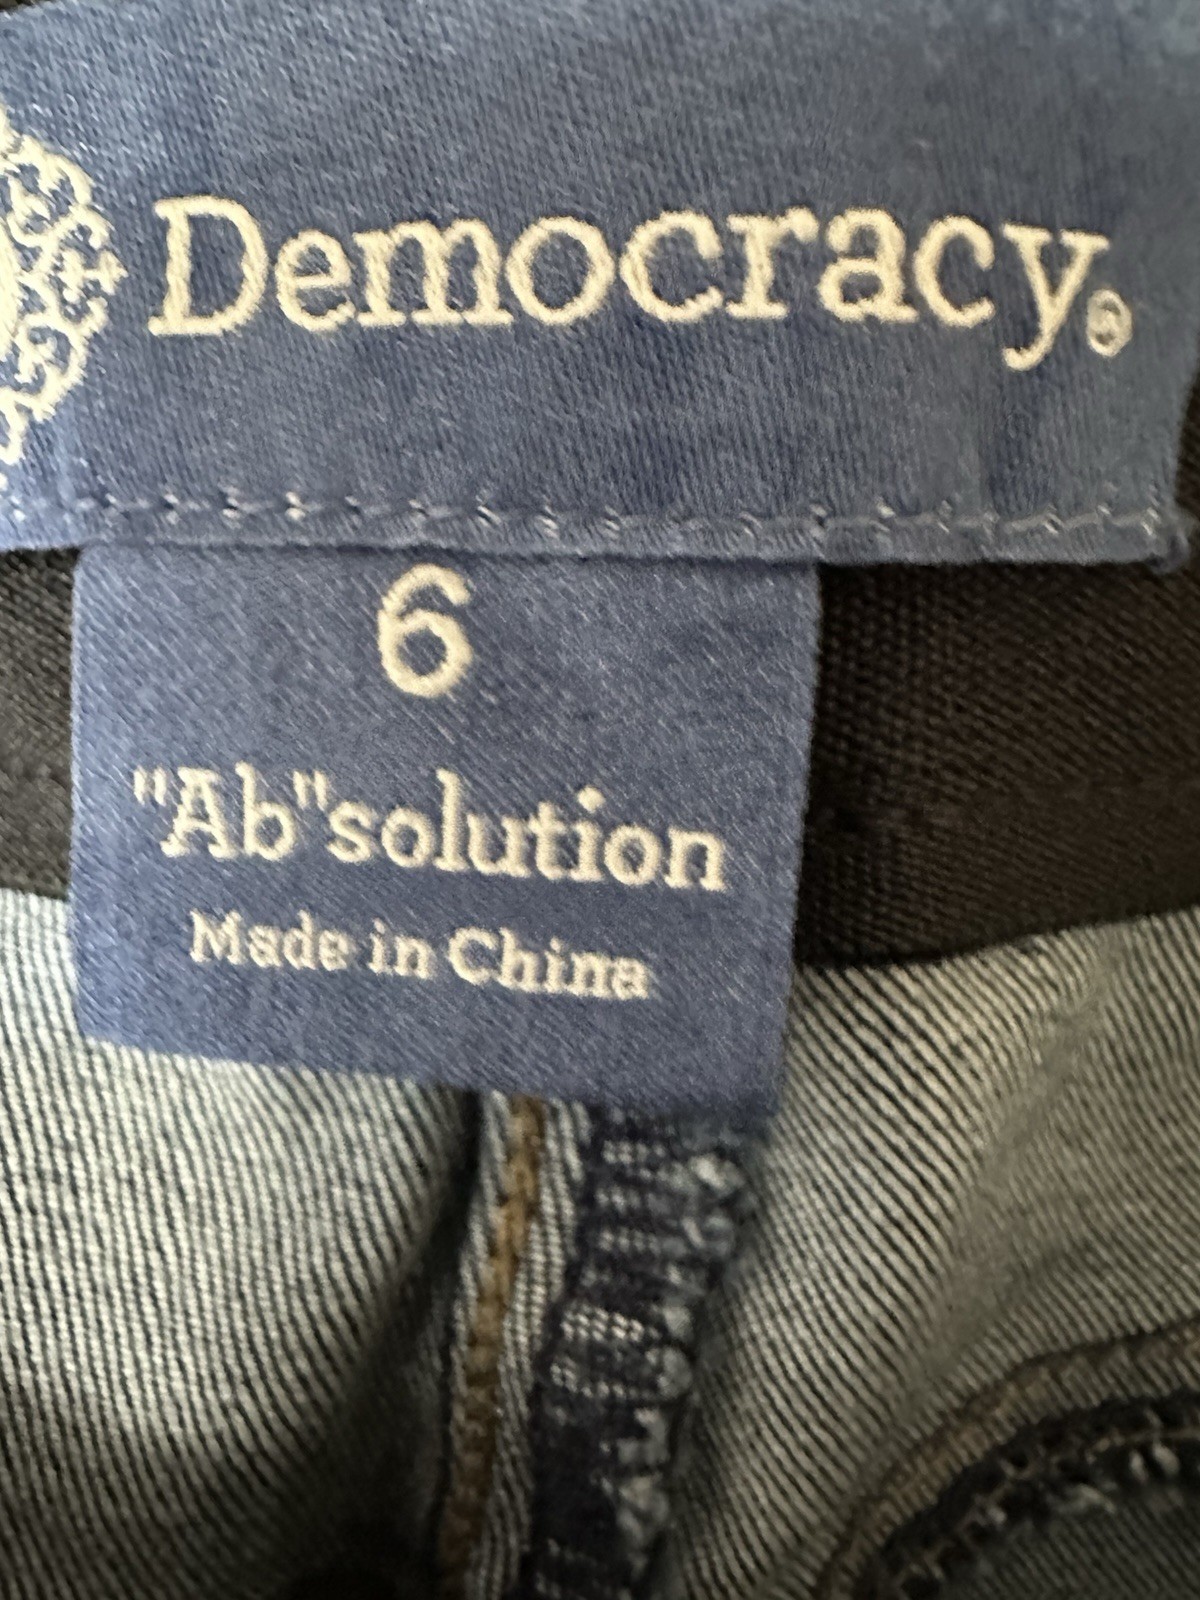 Democracy®
6
"Ab"solution
Made in China